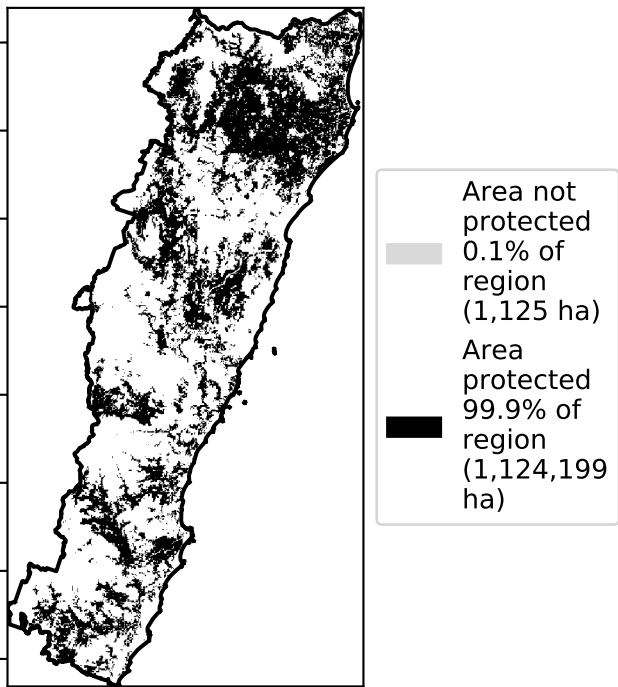 Area not
protected
0.1% of
region
(1,125 ha)
Area
protected
99.9% of
region
(1,124,199
ha)